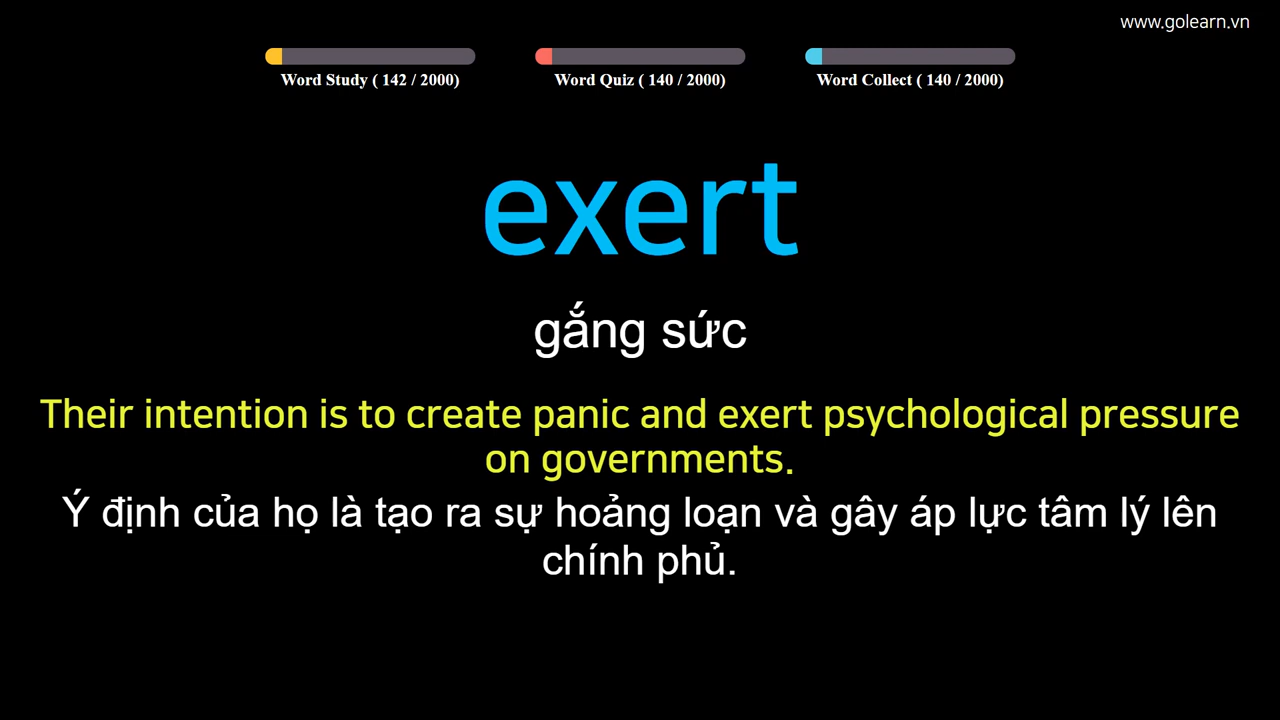 www.golearn.vn
Word Study ( 142 / 2000)
Word Quiz ( 140 / 2000)
Word Collect ( 140 / 2000)
exert
gắng sức
Their intention is to create panic and exert psychological pressure
on governments.
Ý định của họ là tạo ra sự hoảng loạn và gây áp lực tâm lý lên
chính phủ.